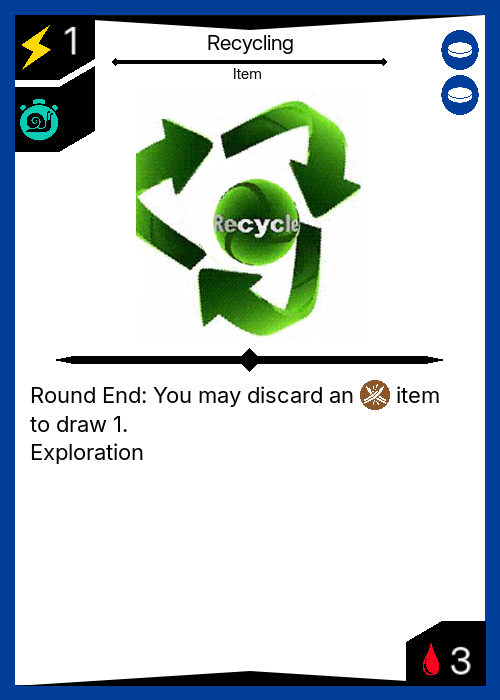 1
Recycling
Item
Recycle
Round End: You may discard an item
to draw 1.
Exploration
3